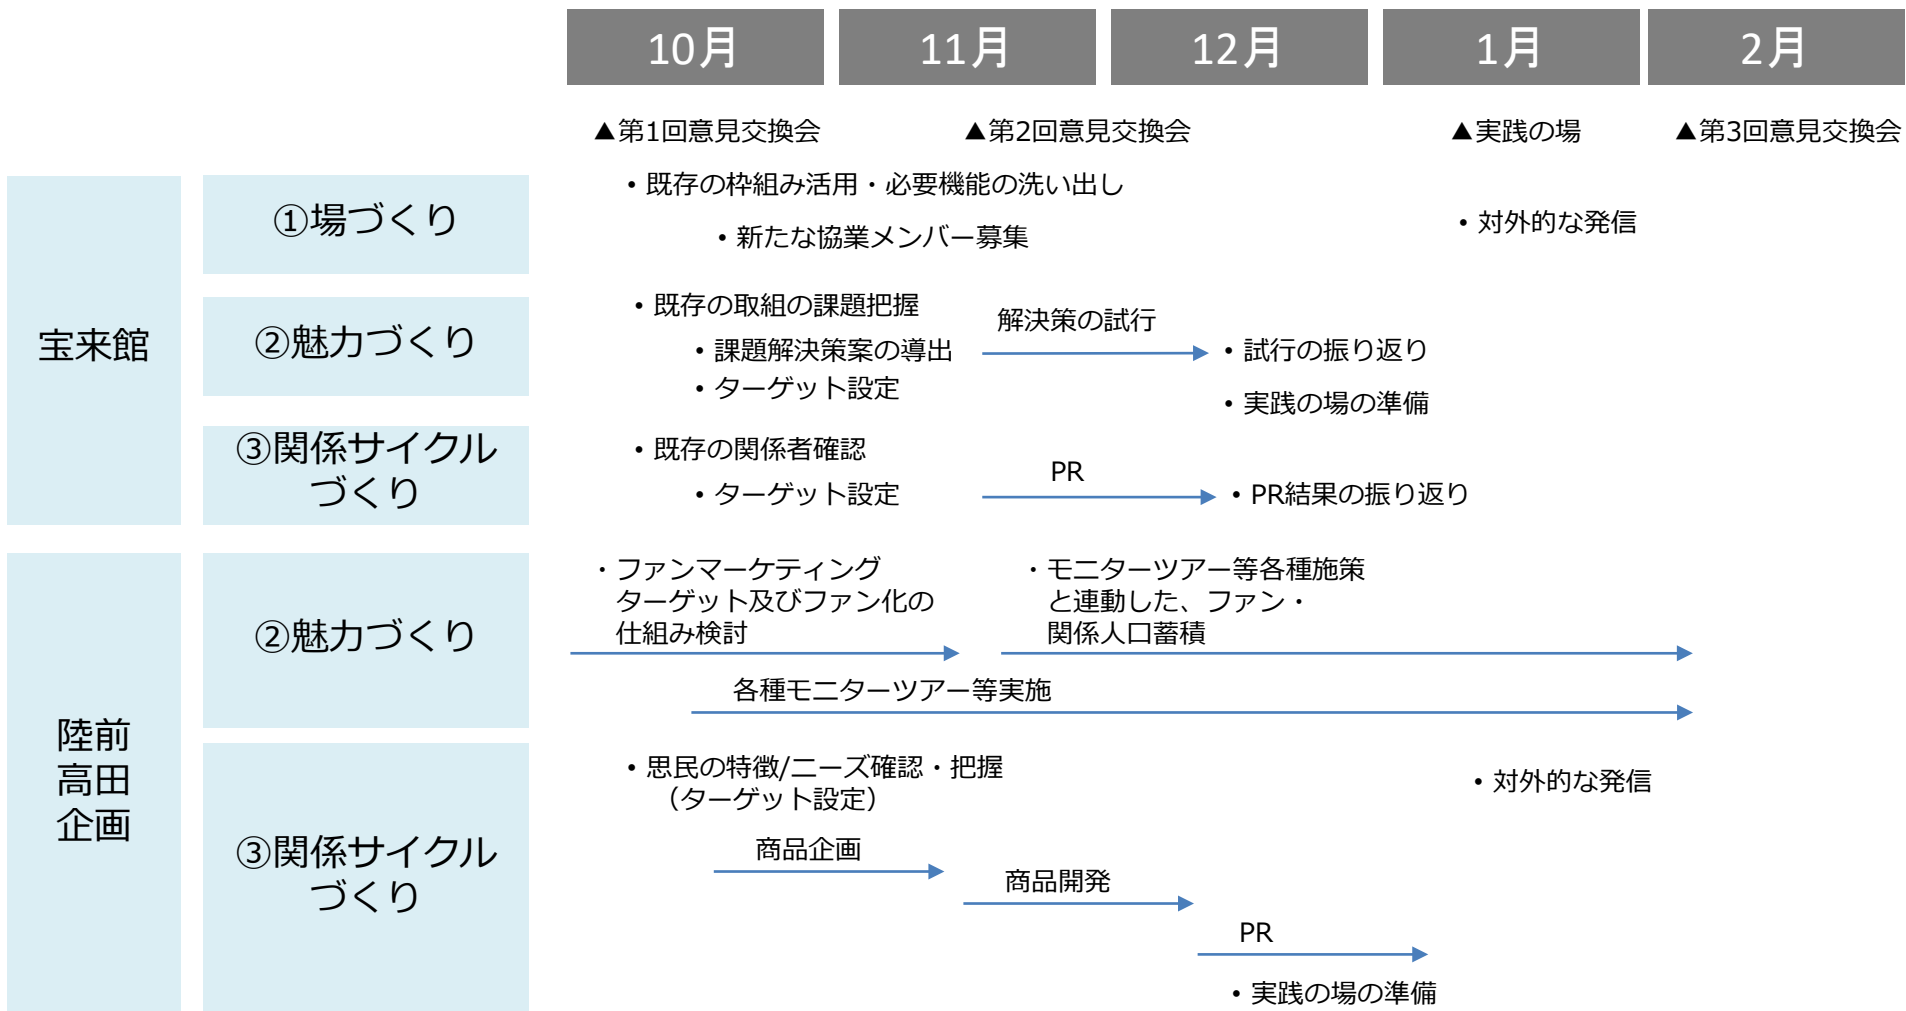 10月
11月
12月
1月
2月
▲第1回意見交換会
▲第2回意見交換会
▲実践の場
▲第3回意見交換会
宝来館
①場づくり
・既存の枠組み活用・必要機能の洗い出し
・新たな協業メンバー募集
・対外的な発信
②魅力づくり
・既存の取組の課題把握
・課題解決策案の導出
・ターゲット設定
解決策の試行
・試行の振り返り
・実践の場の準備
③関係サイクル
づくり
・既存の関係者確認
・ターゲット設定
PR
・PR結果の振り返り
陸前
高田
企画
②魅力づくり
・ファンマーケティング
ターゲット及びファン化の
仕組み検討
・モニターツアー等各種施策
と連動した、ファン・
関係人口蓄積
各種モニターツアー等実施
③関係サイクル
づくり
・思民の特徴/ニーズ確認・把握
（ターゲット設定）
・対外的な発信
商品企画
商品開発
PR
・実践の場の準備